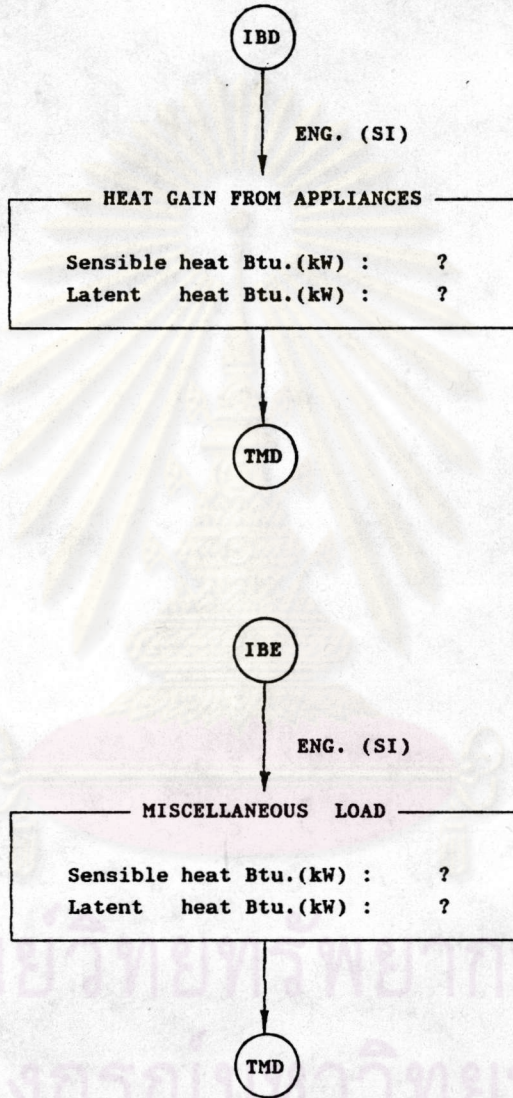 IBD
ENG. (SI)
HEAT GAIN FROM APPLIANCES
Sensible heat Btu.(kW) : ?
Latent heat Btu.(kW) : ?
TMD
IBE
ENG. (SI)
MISCELLANEOUS LOAD
Sensible heat Btu.(kW) : ?
Latent heat Btu.(kW) : ?
TMD